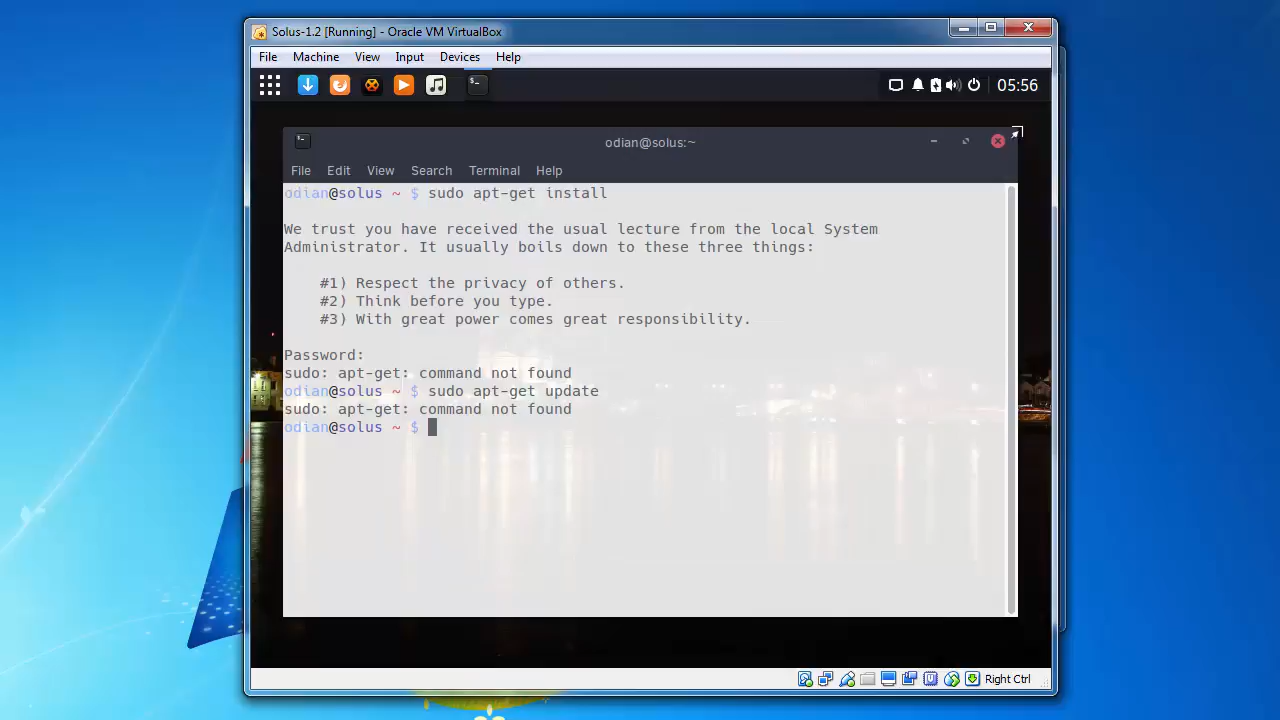 Solus-1.2 [Running] - Oracle VM VirtualBox
File Machine View Input Devices Help
05:56
odian@solus:~
File Edit View Search Terminal Help
odian@solus ~ $ sudo apt-get install
We trust you have received the usual lecture from the local System
Administrator. It usually boils down to these three things:
#1) Respect the privacy of others.
#2) Think before you type.
#3) With great power comes great responsibility.
Password:
sudo: apt-get: command not found
odian@solus ~ $ sudo apt-get update
sudo: apt-get: command not found
odian@solus ~ $
Right Ctrl